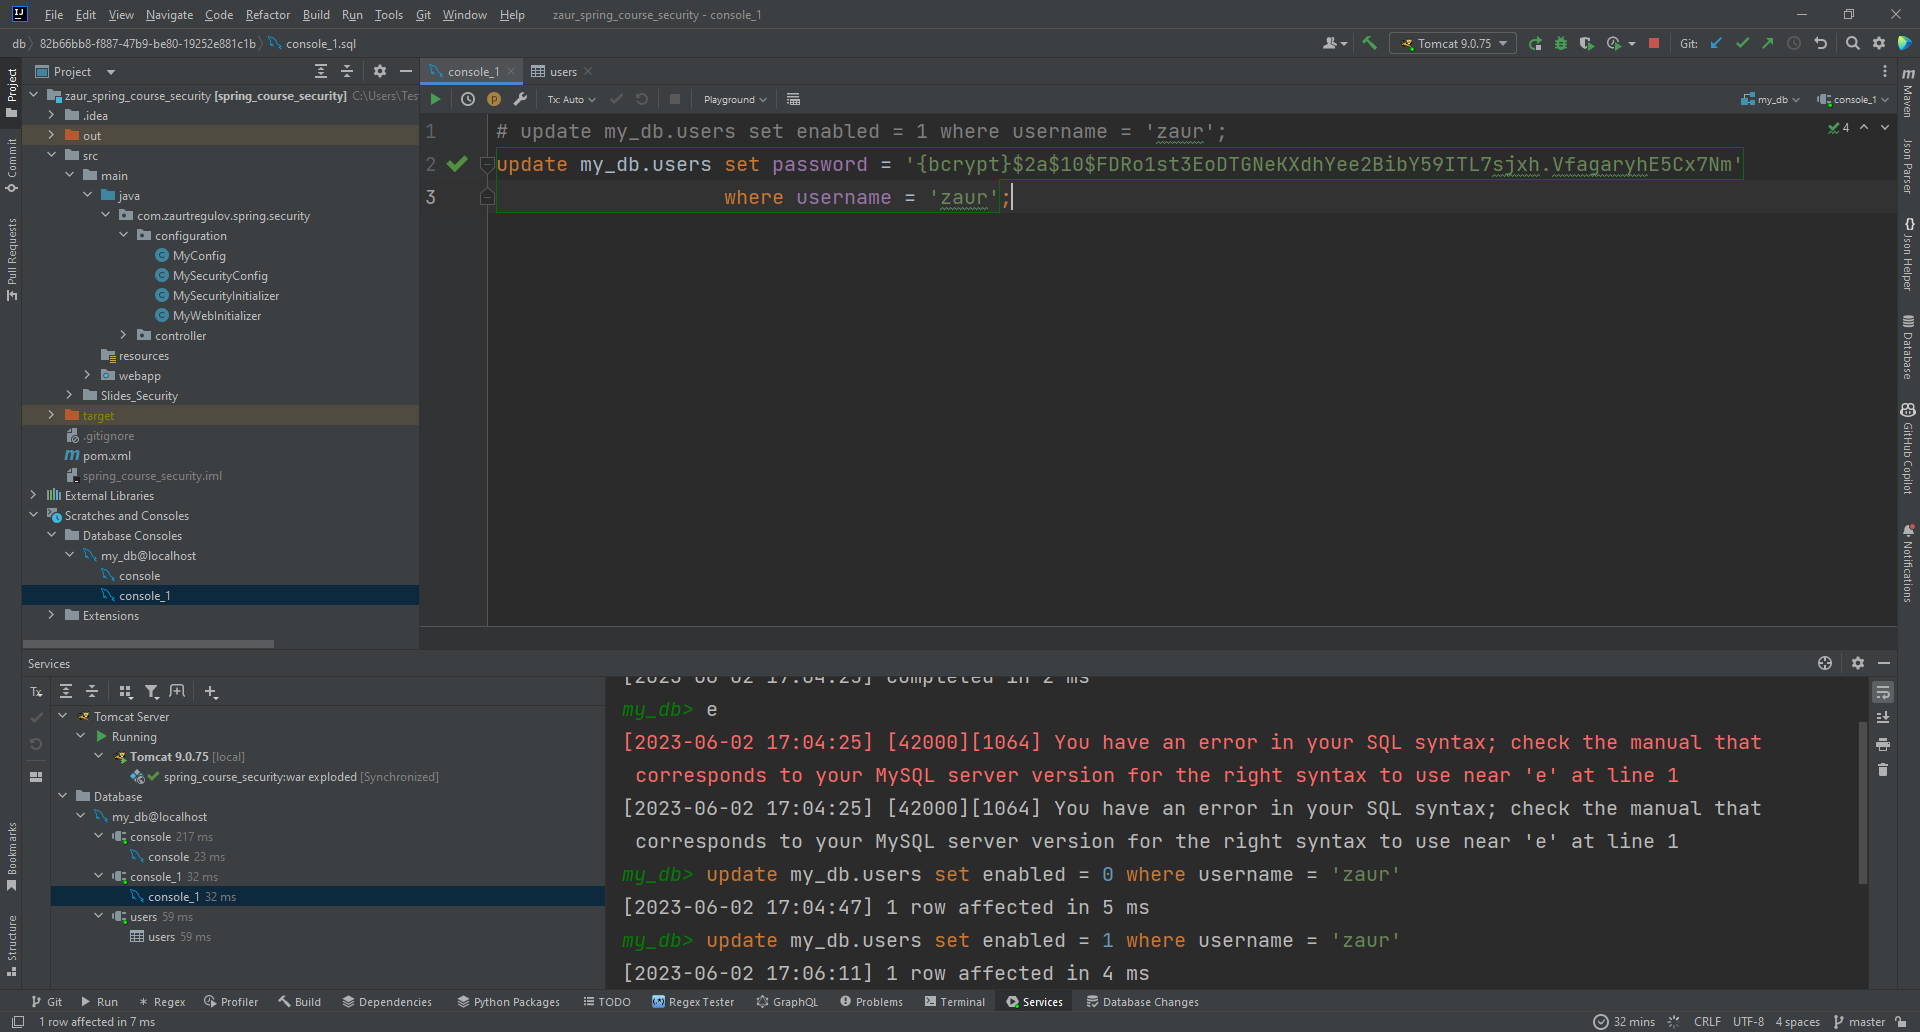 File Edit View Navigate Code Refactor Build Run Tools Git Window Help zaur_spring_course_security - console_1
db 82b66bb8-f887-47b9-be80-19252e881c1b console_1.sql Tomcat 9.0.75 Git:
Project
console_1 users
Tx: Auto Playground my_db console_1
zaur_spring_course_security [spring_course_security] C:\Users\Tes
.idea
out
src
main
java
com.zaurtregulov.spring.security
configuration
MyConfig
MySecurityConfig
MySecurityInitializer
MyWebInitializer
controller
resources
webapp
Slides_Security
target
.gitignore
pom.xml
spring_course_security.iml
External Libraries
Scratches and Consoles
Database Consoles
my_db@localhost
console
console_1
Extensions
1 # update my_db.users set enabled = 1 where username = 'zaur'; 4
2 update my_db.users set password = '{bcrypt}$2a$10$FDRo1st3EoDTGNeKXdhYee2BibY59ITL7sjxh.VfagaryhE5Cx7Nm'
3 where username = 'zaur';
Project
Commit
Pull Requests
Bookmarks
Structure
Maven
Json Parser
Json Helper
Database
GitHub Copilot
Notifications
Services
Tx
Tomcat Server
Running
Tomcat 9.0.75 [local]
spring_course_security:war exploded [Synchronized]
Database
my_db@localhost
console 217 ms
console 23 ms
console_1 32 ms
console_1 32 ms
users 59 ms
users 59 ms
[2023-06-02 17:04:25] completed in 2 ms
my_db> e
[2023-06-02 17:04:25] [42000][1064] You have an error in your SQL syntax; check the manual that
corresponds to your MySQL server version for the right syntax to use near 'e' at line 1
[2023-06-02 17:04:25] [42000][1064] You have an error in your SQL syntax; check the manual that
corresponds to your MySQL server version for the right syntax to use near 'e' at line 1
my_db> update my_db.users set enabled = 0 where username = 'zaur'
[2023-06-02 17:04:47] 1 row affected in 5 ms
my_db> update my_db.users set enabled = 1 where username = 'zaur'
[2023-06-02 17:06:11] 1 row affected in 4 ms
Git Run Regex Profiler Build Dependencies Python Packages TODO Regex Tester GraphQL Problems Terminal Services Database Changes
1 row affected in 7 ms 32 mins CRLF UTF-8 4 spaces master